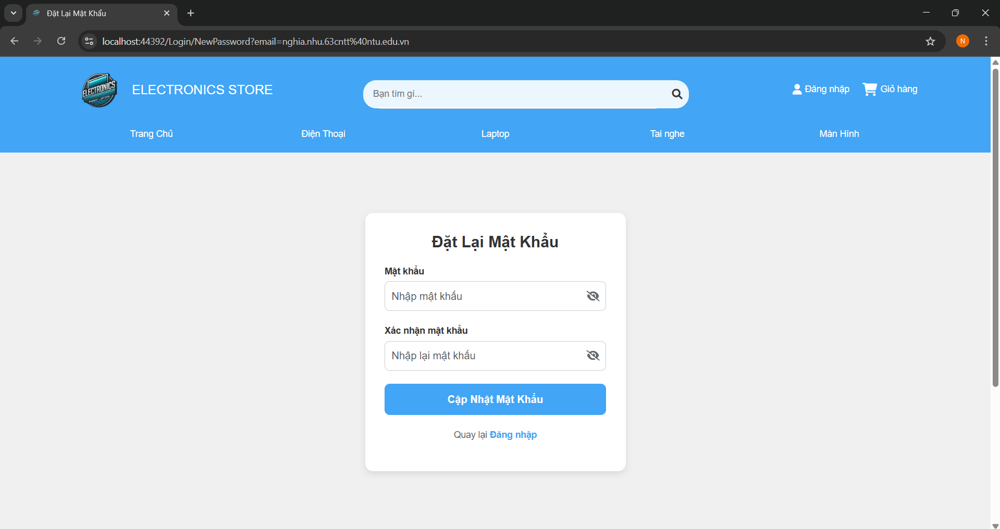 Đặt Lại Mật Khẩu
localhost:44392/Login/NewPassword?email=nghia.nhu.63cntt%40ntu.edu.vn
N
ELECTRONICS
PHONES-LAPTOPS
ELECTRONICS STORE
Bạn tìm gì...
Đăng nhập
Giỏ hàng
Trang Chủ
Điện Thoại
Laptop
Tai nghe
Màn Hình
Đặt Lại Mật Khẩu
Mật khẩu
Nhập mật khẩu
Xác nhận mật khẩu
Nhập lại mật khẩu
Cập Nhật Mật Khẩu
Quay lại Đăng nhập